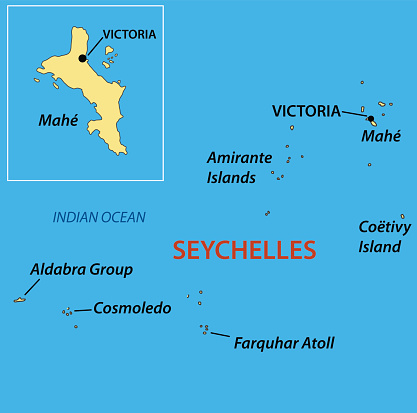 VICTORIA
Mahé
VICTORIA
Mahé
Amirante
Islands
INDIAN OCEAN
Coëtivy
Island
SEYCHELLES
Aldabra Group
Cosmoledo
Farquhar Atoll